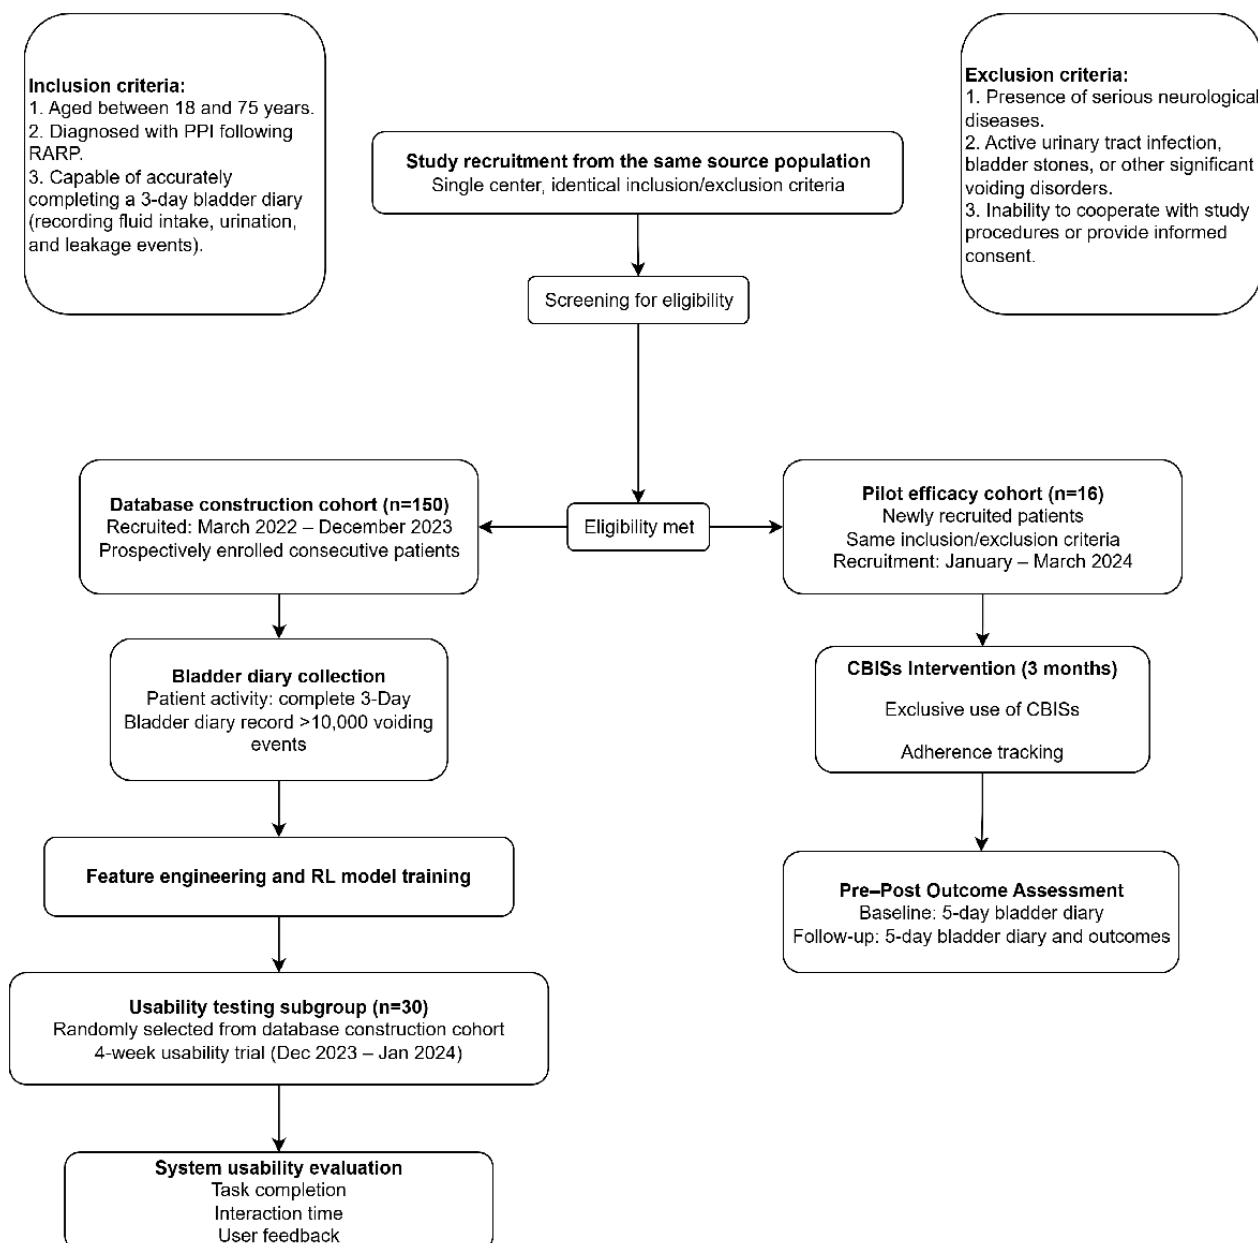 Inclusion criteria:
1. Aged between 18 and 75 years.
2. Diagnosed with PPI following
RARP.
3. Capable of accurately
completing a 3-day bladder diary
(recording fluid intake, urination,
and leakage events).
Exclusion criteria:
1. Presence of serious neurological
diseases.
2. Active urinary tract infection,
bladder stones, or other significant
voiding disorders.
3. Inability to cooperate with study
procedures or provide informed
consent.
Study recruitment from the same source population
Single center, identical inclusion/exclusion criteria
Screening for eligibility
Eligibility met
Database construction cohort (n=150)
Recruited: March 2022 – December 2023
Prospectively enrolled consecutive patients
Bladder diary collection
Patient activity: complete 3-Day
Bladder diary record >10,000 voiding
events
Feature engineering and RL model training
Usability testing subgroup (n=30)
Randomly selected from database construction cohort
4-week usability trial (Dec 2023 – Jan 2024)
System usability evaluation
Task completion
Interaction time
User feedback
Pilot efficacy cohort (n=16)
Newly recruited patients
Same inclusion/exclusion criteria
Recruitment: January – March 2024
CBISs Intervention (3 months)
Exclusive use of CBISs
Adherence tracking
Pre–Post Outcome Assessment
Baseline: 5-day bladder diary
Follow-up: 5-day bladder diary and outcomes